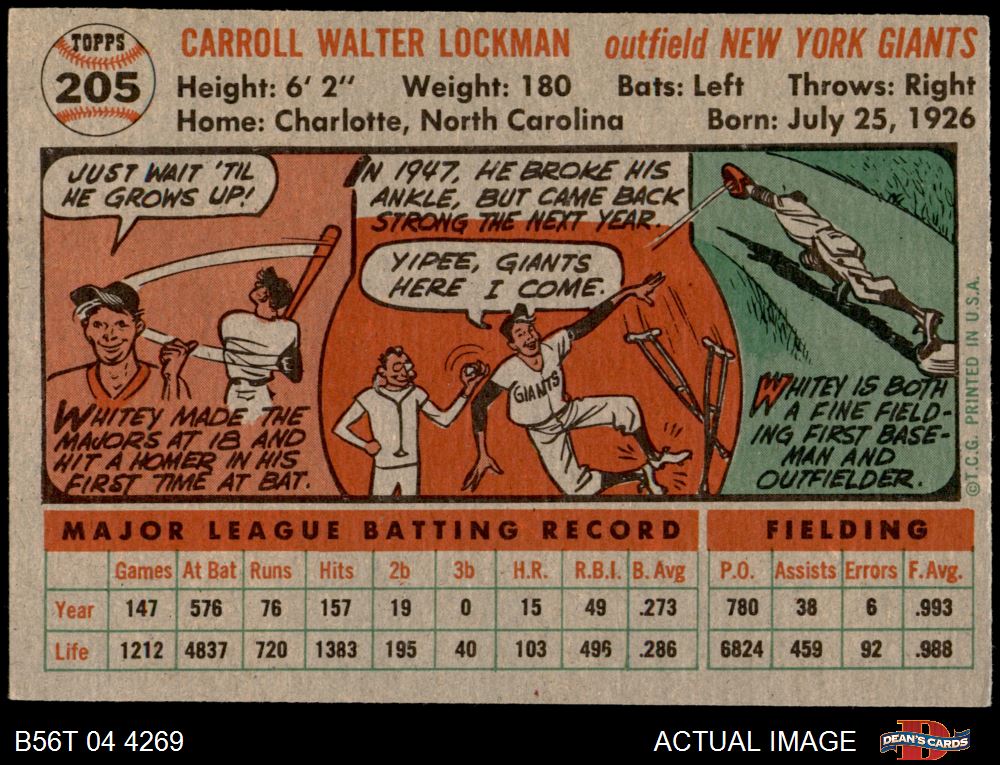 TOPPS
205
CARROLL WALTER LOCKMAN outfield NEW YORK GIANTS
Height: 6' 2" Weight: 180 Bats: Left Throws: Right
Home: Charlotte, North Carolina Born: July 25, 1926
JUST WAIT 'TIL
HE GROWS UP!
WHITEY MADE THE
MAJORS AT 18 AND
HIT A HOMER IN HIS
FIRST TIME AT BAT.
IN 1947, HE BROKE HIS
ANKLE, BUT CAME BACK
STRONG THE NEXT YEAR.
YIPEE, GIANTS
HERE I COME.
GIANTS
WHITEY IS BOTH
A FINE FIELD-
ING FIRST BASE-
MAN AND
OUTFIELDER.
©T.C.G. PRINTED IN U.S.A.
MAJOR LEAGUE BATTING RECORD FIELDING
Games At Bat Runs Hits 2b 3b H.R. R.B.I. B. Avg P.O. Assists Errors F.Avg.
Year 147 576 76 157 19 0 15 49 .273 780 38 6 .993
Life 1212 4837 720 1383 195 40 103 496 .286 6824 459 92 .988
B56T 04 4269 ACTUAL IMAGE DEAN'S CARDS